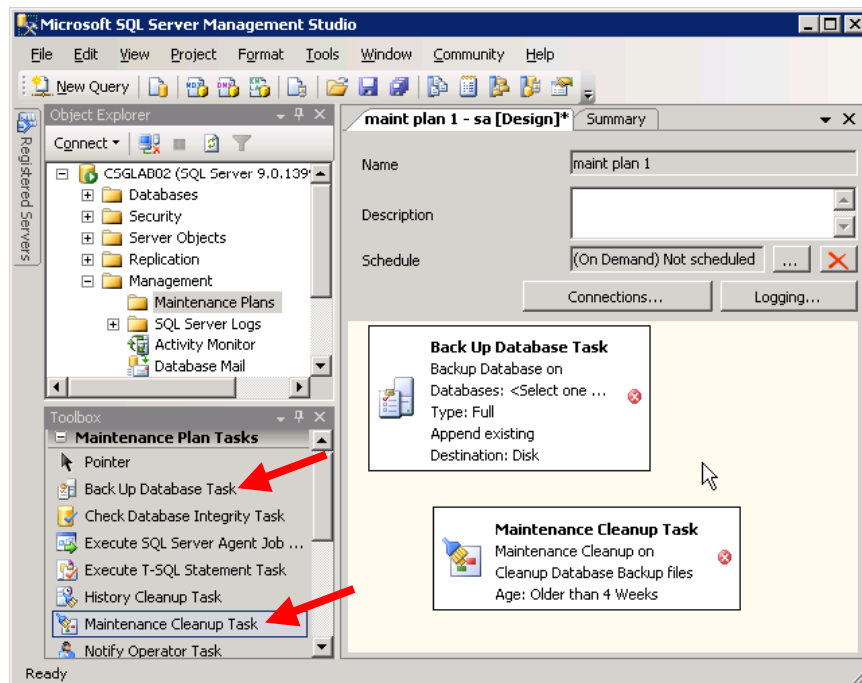 Microsoft SQL Server Management Studio
File Edit View Project Format Tools Window Community Help
New Query
Registered Servers
Object Explorer
Connect
CSGLAB02 (SQL Server 9.0.139
Databases
Security
Server Objects
Replication
Management
Maintenance Plans
SQL Server Logs
Activity Monitor
Database Mail
Toolbox
Maintenance Plan Tasks
Pointer
Back Up Database Task
Check Database Integrity Task
Execute SQL Server Agent Job ...
Execute T-SQL Statement Task
History Cleanup Task
Maintenance Cleanup Task
Notify Operator Task
maint plan 1 - sa [Design]* Summary
Name maint plan 1
Description
Schedule (On Demand) Not scheduled ...
Connections... Logging...
Back Up Database Task
Backup Database on
Databases: <Select one ...
Type: Full
Append existing
Destination: Disk
Maintenance Cleanup Task
Maintenance Cleanup on
Cleanup Database Backup files
Age: Older than 4 Weeks
Ready